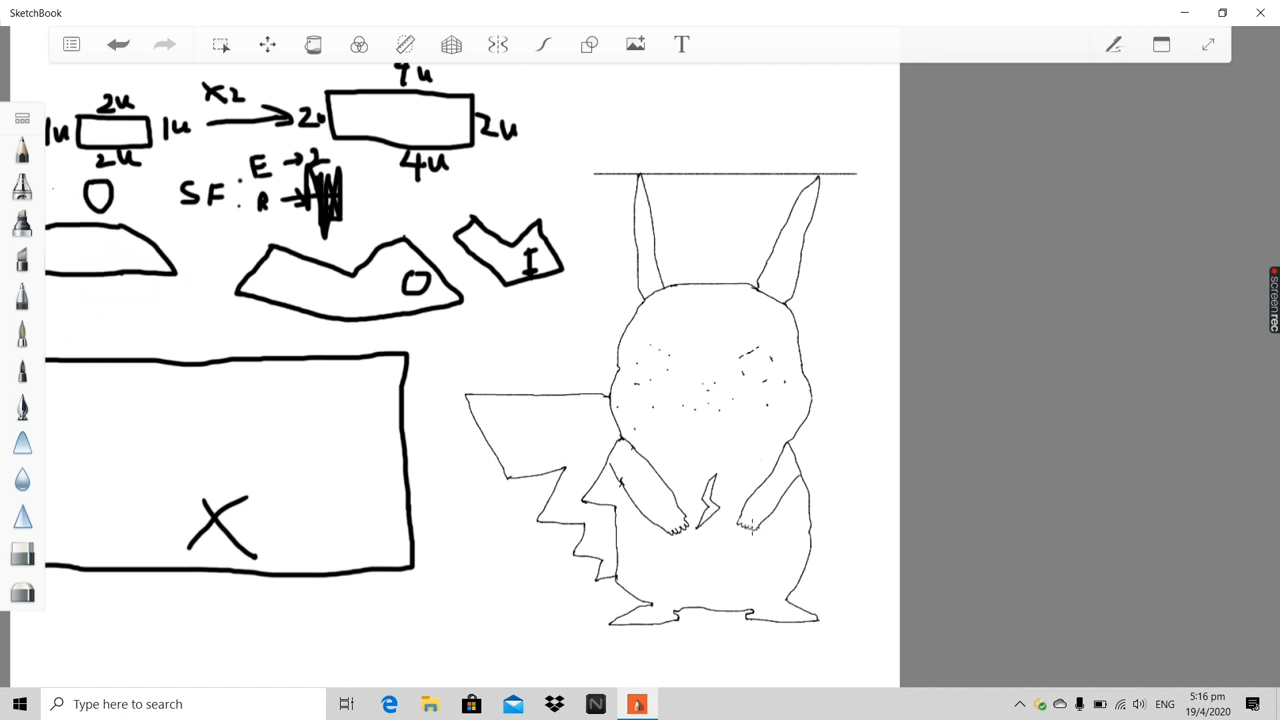 SketchBook
T
4u
2u
X2
1u
1u
2u
2u
2u
4u
E → 2
SF:
R →
O
O
I
X
screenrec
Type here to search
N
ENG
5:16 pm
19/4/2020